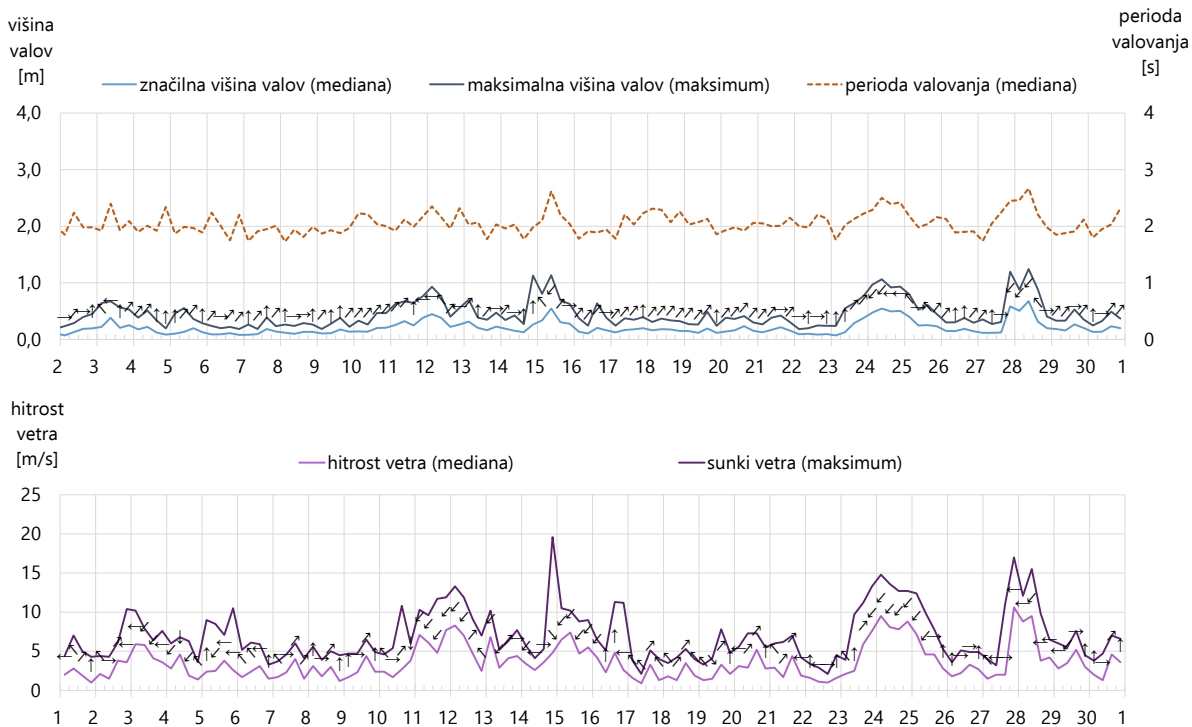 višina
valov
[m]
perioda
valovanja
[s]
značilna višina valov (mediana)
maksimalna višina valov (maksimum)
perioda valovanja (mediana)
4,0
3,0
2,0
1,0
0,0
4
3
2
1
0
2 3 4 5 6 7 8 9 10 11 12 13 14 15 16 17 18 19 20 21 22 23 24 25 26 27 28 29 30 1
hitrost
vetra
[m/s]
hitrost vetra (mediana)
sunki vetra (maksimum)
25
20
15
10
5
0
1 2 3 4 5 6 7 8 9 10 11 12 13 14 15 16 17 18 19 20 21 22 23 24 25 26 27 28 29 30 1